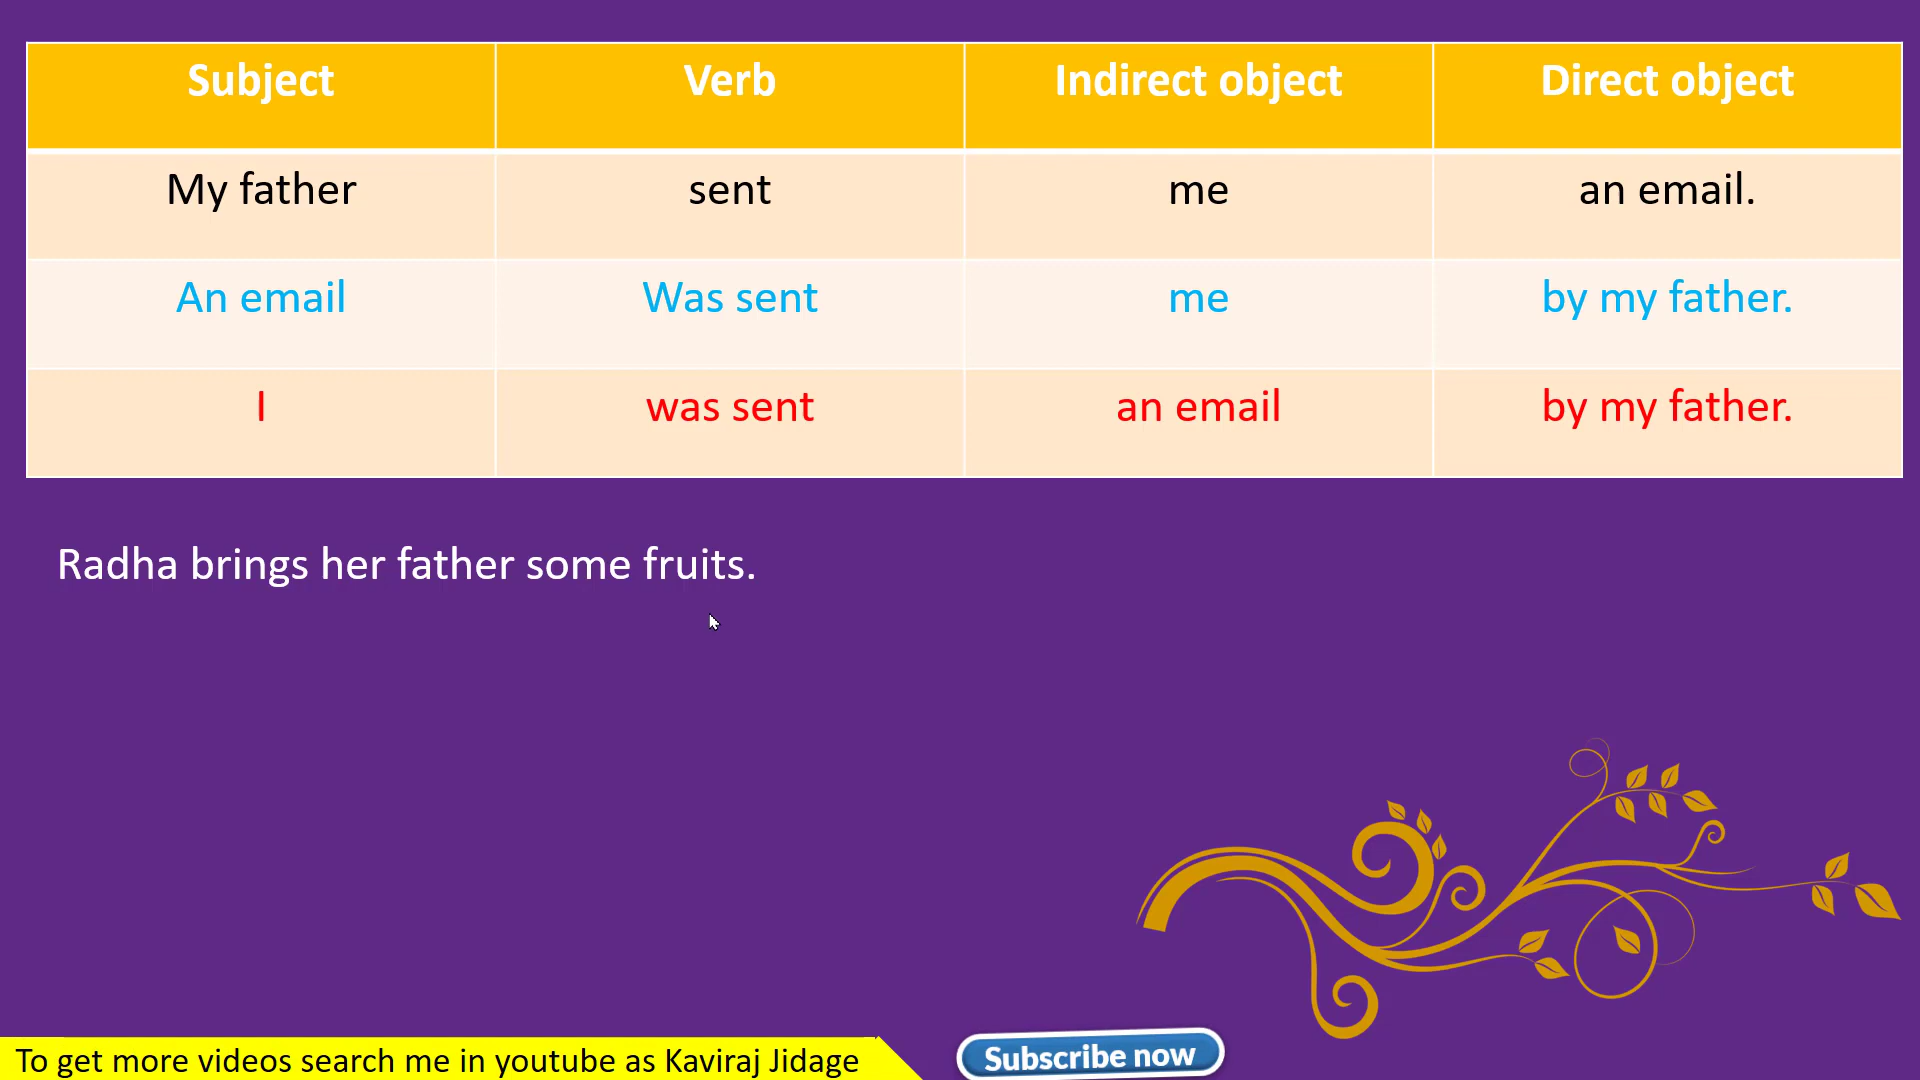 Subject Verb Indirect object Direct object
My father sent me an email.
An email Was sent me by my father.
I was sent an email by my father.
Radha brings her father some fruits.
To get more videos search me in youtube as Kaviraj Jidage
Subscribe now